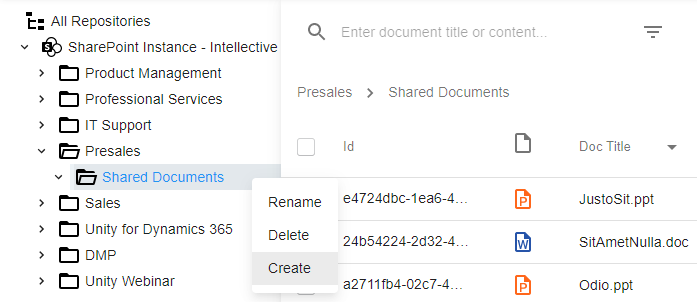 All Repositories
SharePoint Instance - Intellective
Product Management
Professional Services
IT Support
Presales
Shared Documents
Sales
Unity for Dynamics 365
DMP
Unity Webinar
Rename
Delete
Create
Enter document title or content...
Presales > Shared Documents
Id Doc Title
e4724dbc-1ea6-4... P JustoSit.ppt
24b54224-2d32-4... W SitAmetNulla.doc
a2711fb4-02c7-4... P Odio.ppt